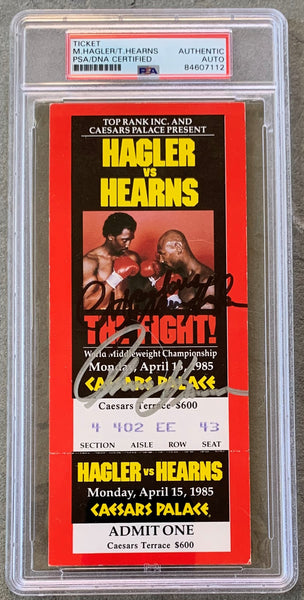 TICKET
M.HAGLER/T.HEARNS
PSA/DNA CERTIFIED
AUTHENTIC
AUTO
84607112
PSA
TOP RANK INC. AND
CAESARS PALACE PRESENT
HAGLER
VS
HEARNS
THE FIGHT!
World Middleweight Championship
Monday, April 15, 1985
CAESARS PALACE
Caesars Terrace $600
4 402 EE 43
SECTION AISLE ROW SEAT
HAGLER vs HEARNS
Monday, April 15, 1985
CAESARS PALACE
ADMIT ONE
Caesars Terrace $600